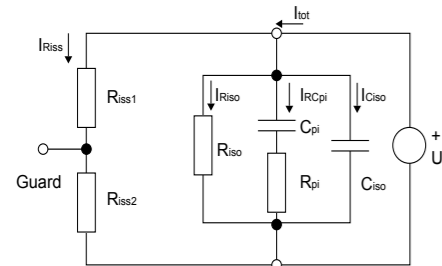 Itot
IRiss
IRiso
IRCpi
ICiso
Riss1
Cpi
Riso
+
U
Guard
Riss2
Rpi
Ciso